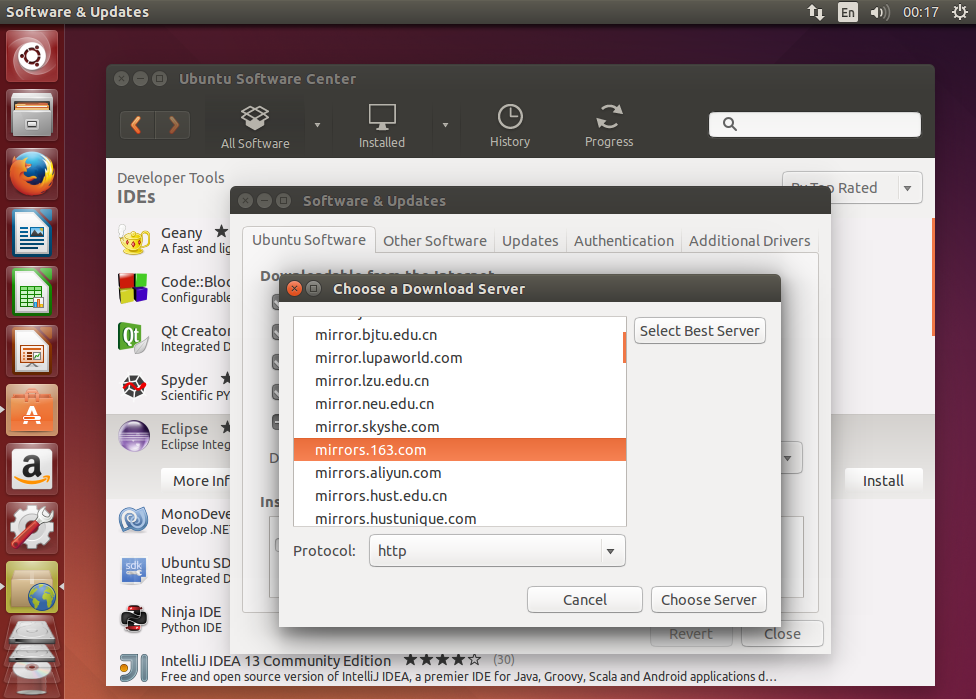 Software & Updates
En
00:17
Ubuntu Software Center
All Software
Installed
History
Progress
Developer Tools
IDEs
By Top Rated
Software & Updates
Geany
A fast and lig
Ubuntu Software
Other Software
Updates
Authentication
Additional Drivers
Downloadable from the Internet
Code::Bloc
Configurable
Choose a Download Server
mirror.bjtu.edu.cn
Select Best Server
Qt Creator
Integrated D
mirror.lupaworld.com
mirror.lzu.edu.cn
Spyder
Scientific PY
mirror.neu.edu.cn
mirror.skyshe.com
Eclipse
Eclipse Integ
mirrors.163.com
D
mirrors.aliyun.com
More Inf
Install
mirrors.hust.edu.cn
Ins
mirrors.hustunique.com
MonoDeve
Develop .NE
Protocol:
http
Ubuntu SD
Integrated D
sdk
Cancel
Choose Server
Ninja IDE
Python IDE
Revert
Close
IntelliJ IDEA 13 Community Edition
(30)
Free and open source version of IntelliJ IDEA, a premier IDE for Java, Groovy, Scala and Android applications d...